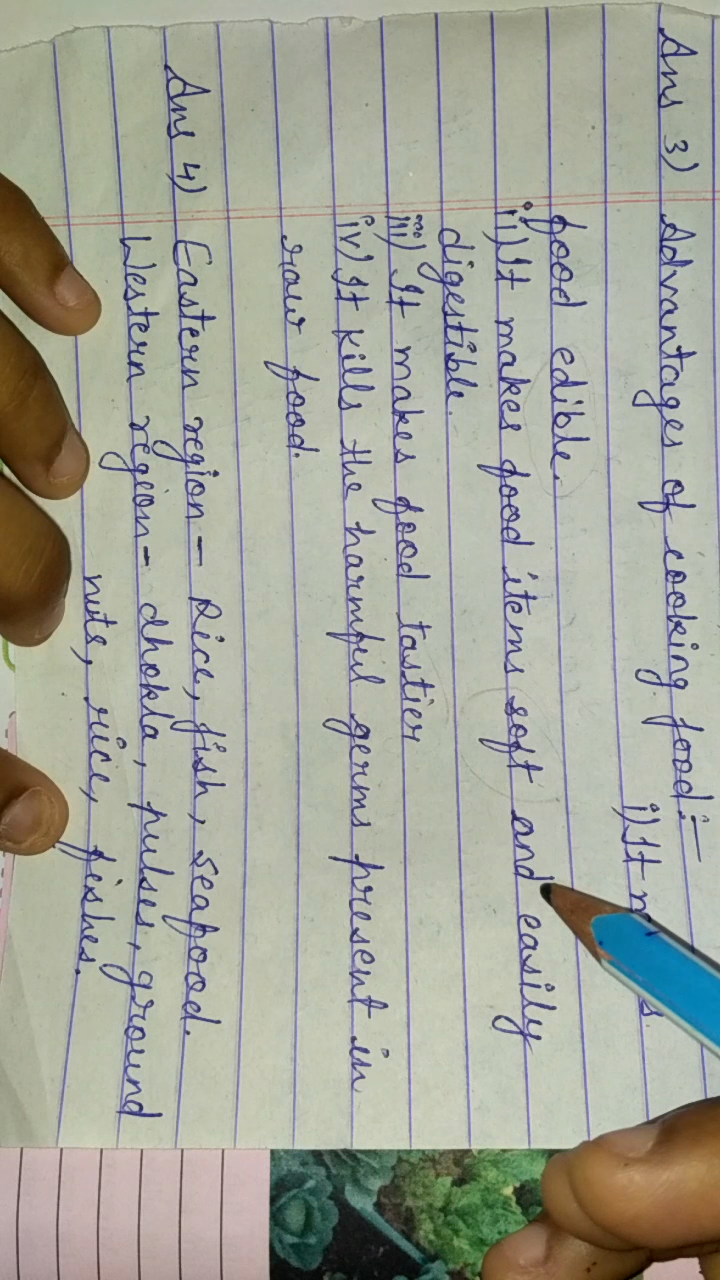 Ans 3) Advantages of cooking food :-
i) It
food edible.
ii) It makes food items soft and easily
digestible.
iii) It makes food tastier
iv) It kills the harmful germs present in
raw food.
Ans 4) Eastern region - Rice, fish, seafood.
Western region - dhokla, pulses, ground
nuts, rice, fishes.